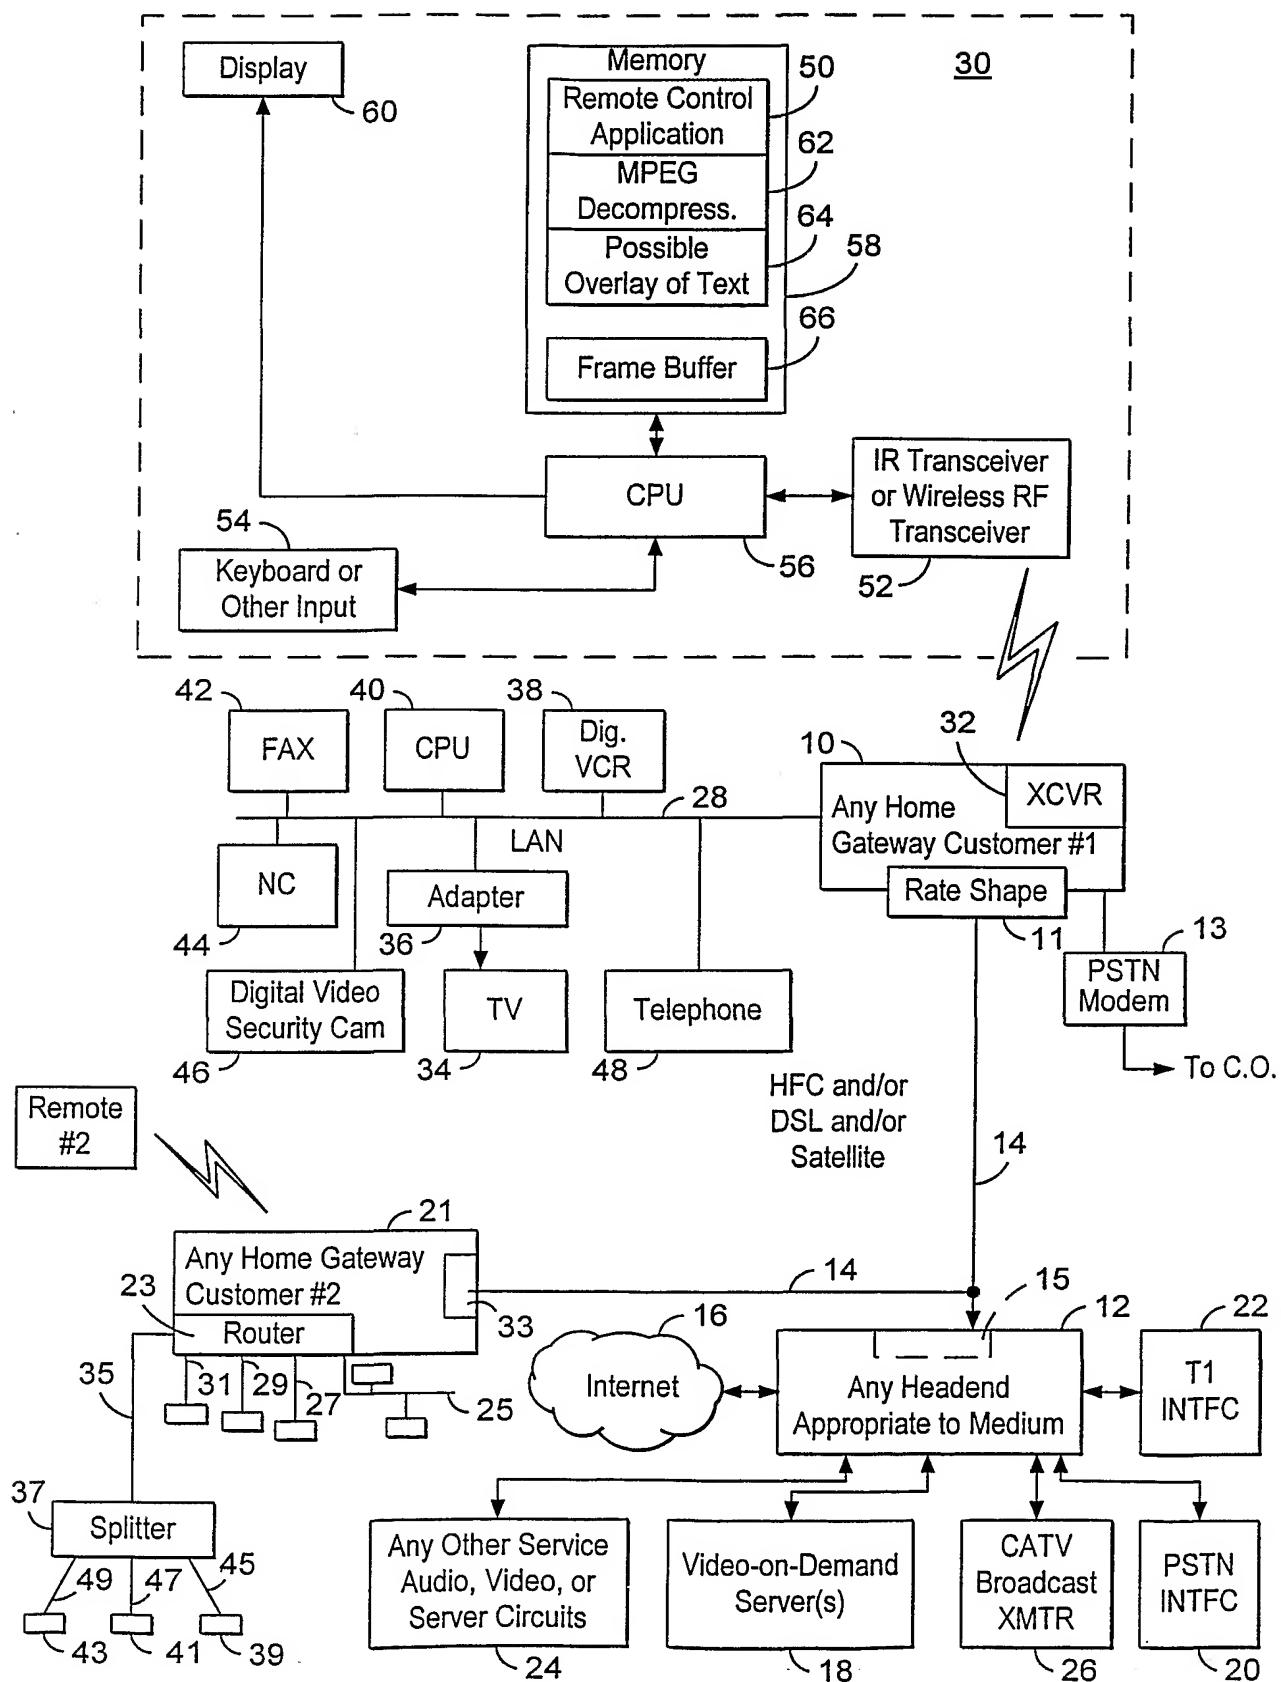 Display
60
Memory
50
30
Remote Control
Application
62
MPEG
Decompress.
64
Possible
Overlay of Text
58
66
Frame Buffer
CPU
56
IR Transceiver
or Wireless RF
Transceiver
52
54
Keyboard or
Other Input
42
FAX
40
CPU
38
Dig.
VCR
28
LAN
10
32
XCVR
Any Home
Gateway Customer #1
Rate Shape
11
13
PSTN
Modem
To C.O.
NC
44
Adapter
36
Digital Video
Security Cam
46
TV
34
Telephone
48
HFC and/or
DSL and/or
Satellite
14
Remote
#2
21
Any Home Gateway
Customer #2
23
Router
33
14
15
12
16
Internet
Any Headend
Appropriate to Medium
22
T1
INTFC
35
31
29
27
25
37
Splitter
49
47
45
43
41
39
Any Other Service
Audio, Video, or
Server Circuits
24
Video-on-Demand
Server(s)
18
CATV
Broadcast
XMTR
26
PSTN
INTFC
20